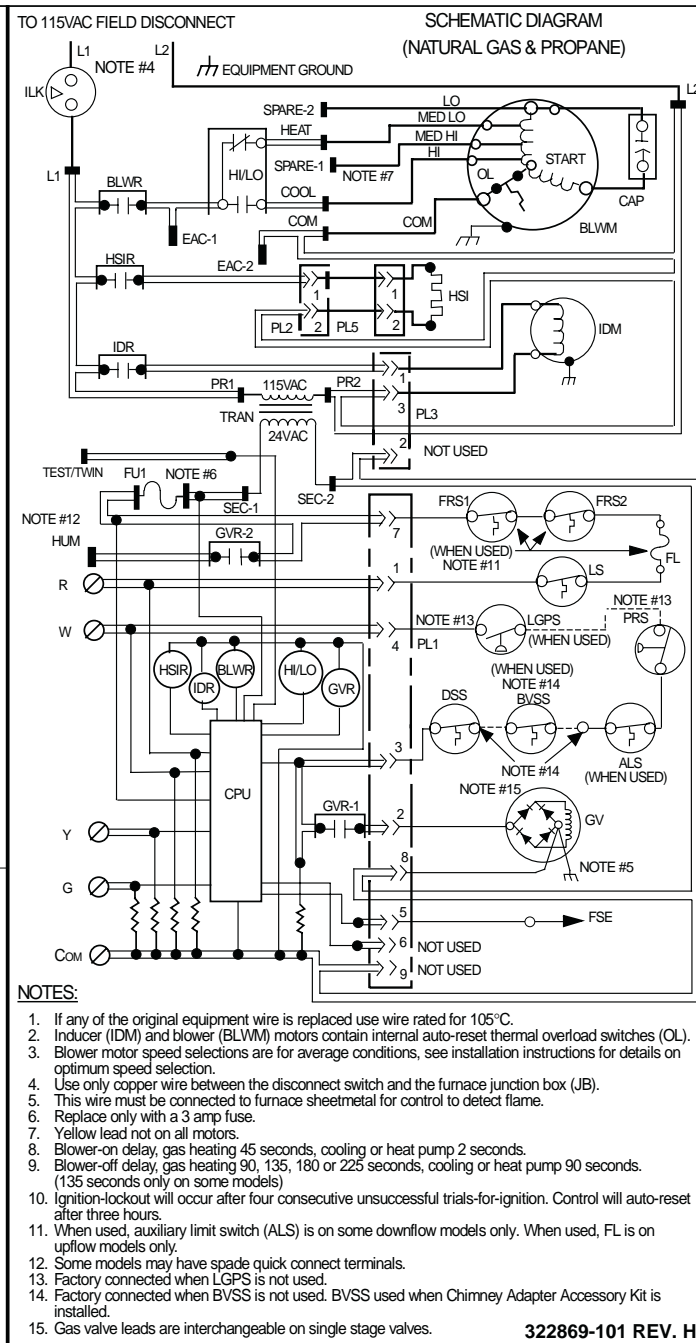 TO 115VAC FIELD DISCONNECT
SCHEMATIC DIAGRAM
(NATURAL GAS & PROPANE)
L1
L2
NOTE #4
EQUIPMENT GROUND
ILK
L2
LO
SPARE-2
MED LO
HEAT
MED HI
SPARE-1
HI
NOTE #7
START
HI/LO
OL
L1
BLWR
COOL
CAP
COM
COM
BLWM
EAC-1
EAC-2
HSIR
1
1
HSI
PL2
2
PL5
2
IDM
IDR
PR1
115VAC
PR2
1
3
PL3
TRAN
24VAC
2
NOT USED
TEST/TWIN
FU1
NOTE #6
SEC-1
SEC-2
FRS1
FRS2
NOTE #12
GVR-2
7
(WHEN USED)
NOTE #11
FL
HUM
1
LS
R
NOTE #13
PRS
W
NOTE #13
LGPS
(WHEN USED)
4
PL1
HSIR
IDR
BLWR
HI/LO
GVR
(WHEN USED)
NOTE #14
BVSS
DSS
3
NOTE #14
ALS
(WHEN USED)
CPU
NOTE #15
GVR-1
2
GV
Y
8
NOTE #5
G
5
FSE
6
NOT USED
COM
9
NOT USED
NOTES:
1. If any of the original equipment wire is replaced use wire rated for 105°C.
2. Inducer (IDM) and blower (BLWM) motors contain internal auto-reset thermal overload switches (OL).
3. Blower motor speed selections are for average conditions, see installation instructions for details on
optimum speed selection.
4. Use only copper wire between the disconnect switch and the furnace junction box (JB).
5. This wire must be connected to furnace sheetmetal for control to detect flame.
6. Replace only with a 3 amp fuse.
7. Yellow lead not on all motors.
8. Blower-on delay, gas heating 45 seconds, cooling or heat pump 2 seconds.
9. Blower-off delay, gas heating 90, 135, 180 or 225 seconds, cooling or heat pump 90 seconds.
(135 seconds only on some models)
10. Ignition-lockout will occur after four consecutive unsuccessful trials-for-ignition. Control will auto-reset
after three hours.
11. When used, auxiliary limit switch (ALS) is on some downflow models only. When used, FL is on
upflow models only.
12. Some models may have spade quick connect terminals.
13. Factory connected when LGPS is not used.
14. Factory connected when BVSS is not used. BVSS used when Chimney Adapter Accessory Kit is
installed.
15. Gas valve leads are interchangeable on single stage valves.
322869-101 REV. H